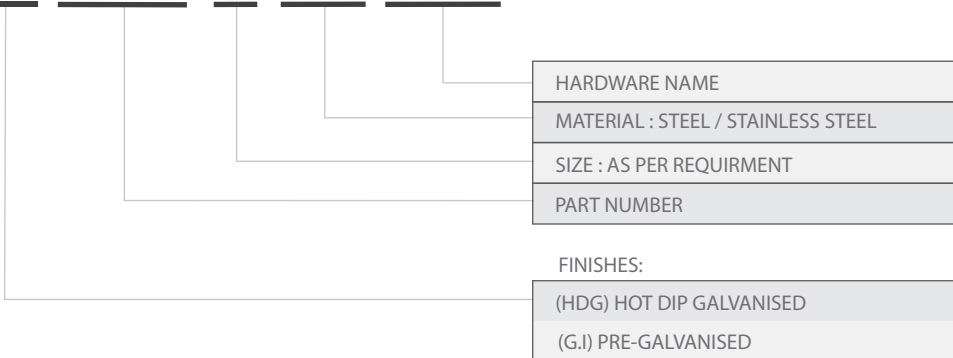 HARDWARE NAME
MATERIAL : STEEL / STAINLESS STEEL
SIZE : AS PER REQUIRMENT
PART NUMBER
FINISHES:
(HDG) HOT DIP GALVANISED
(G.I) PRE-GALVANISED